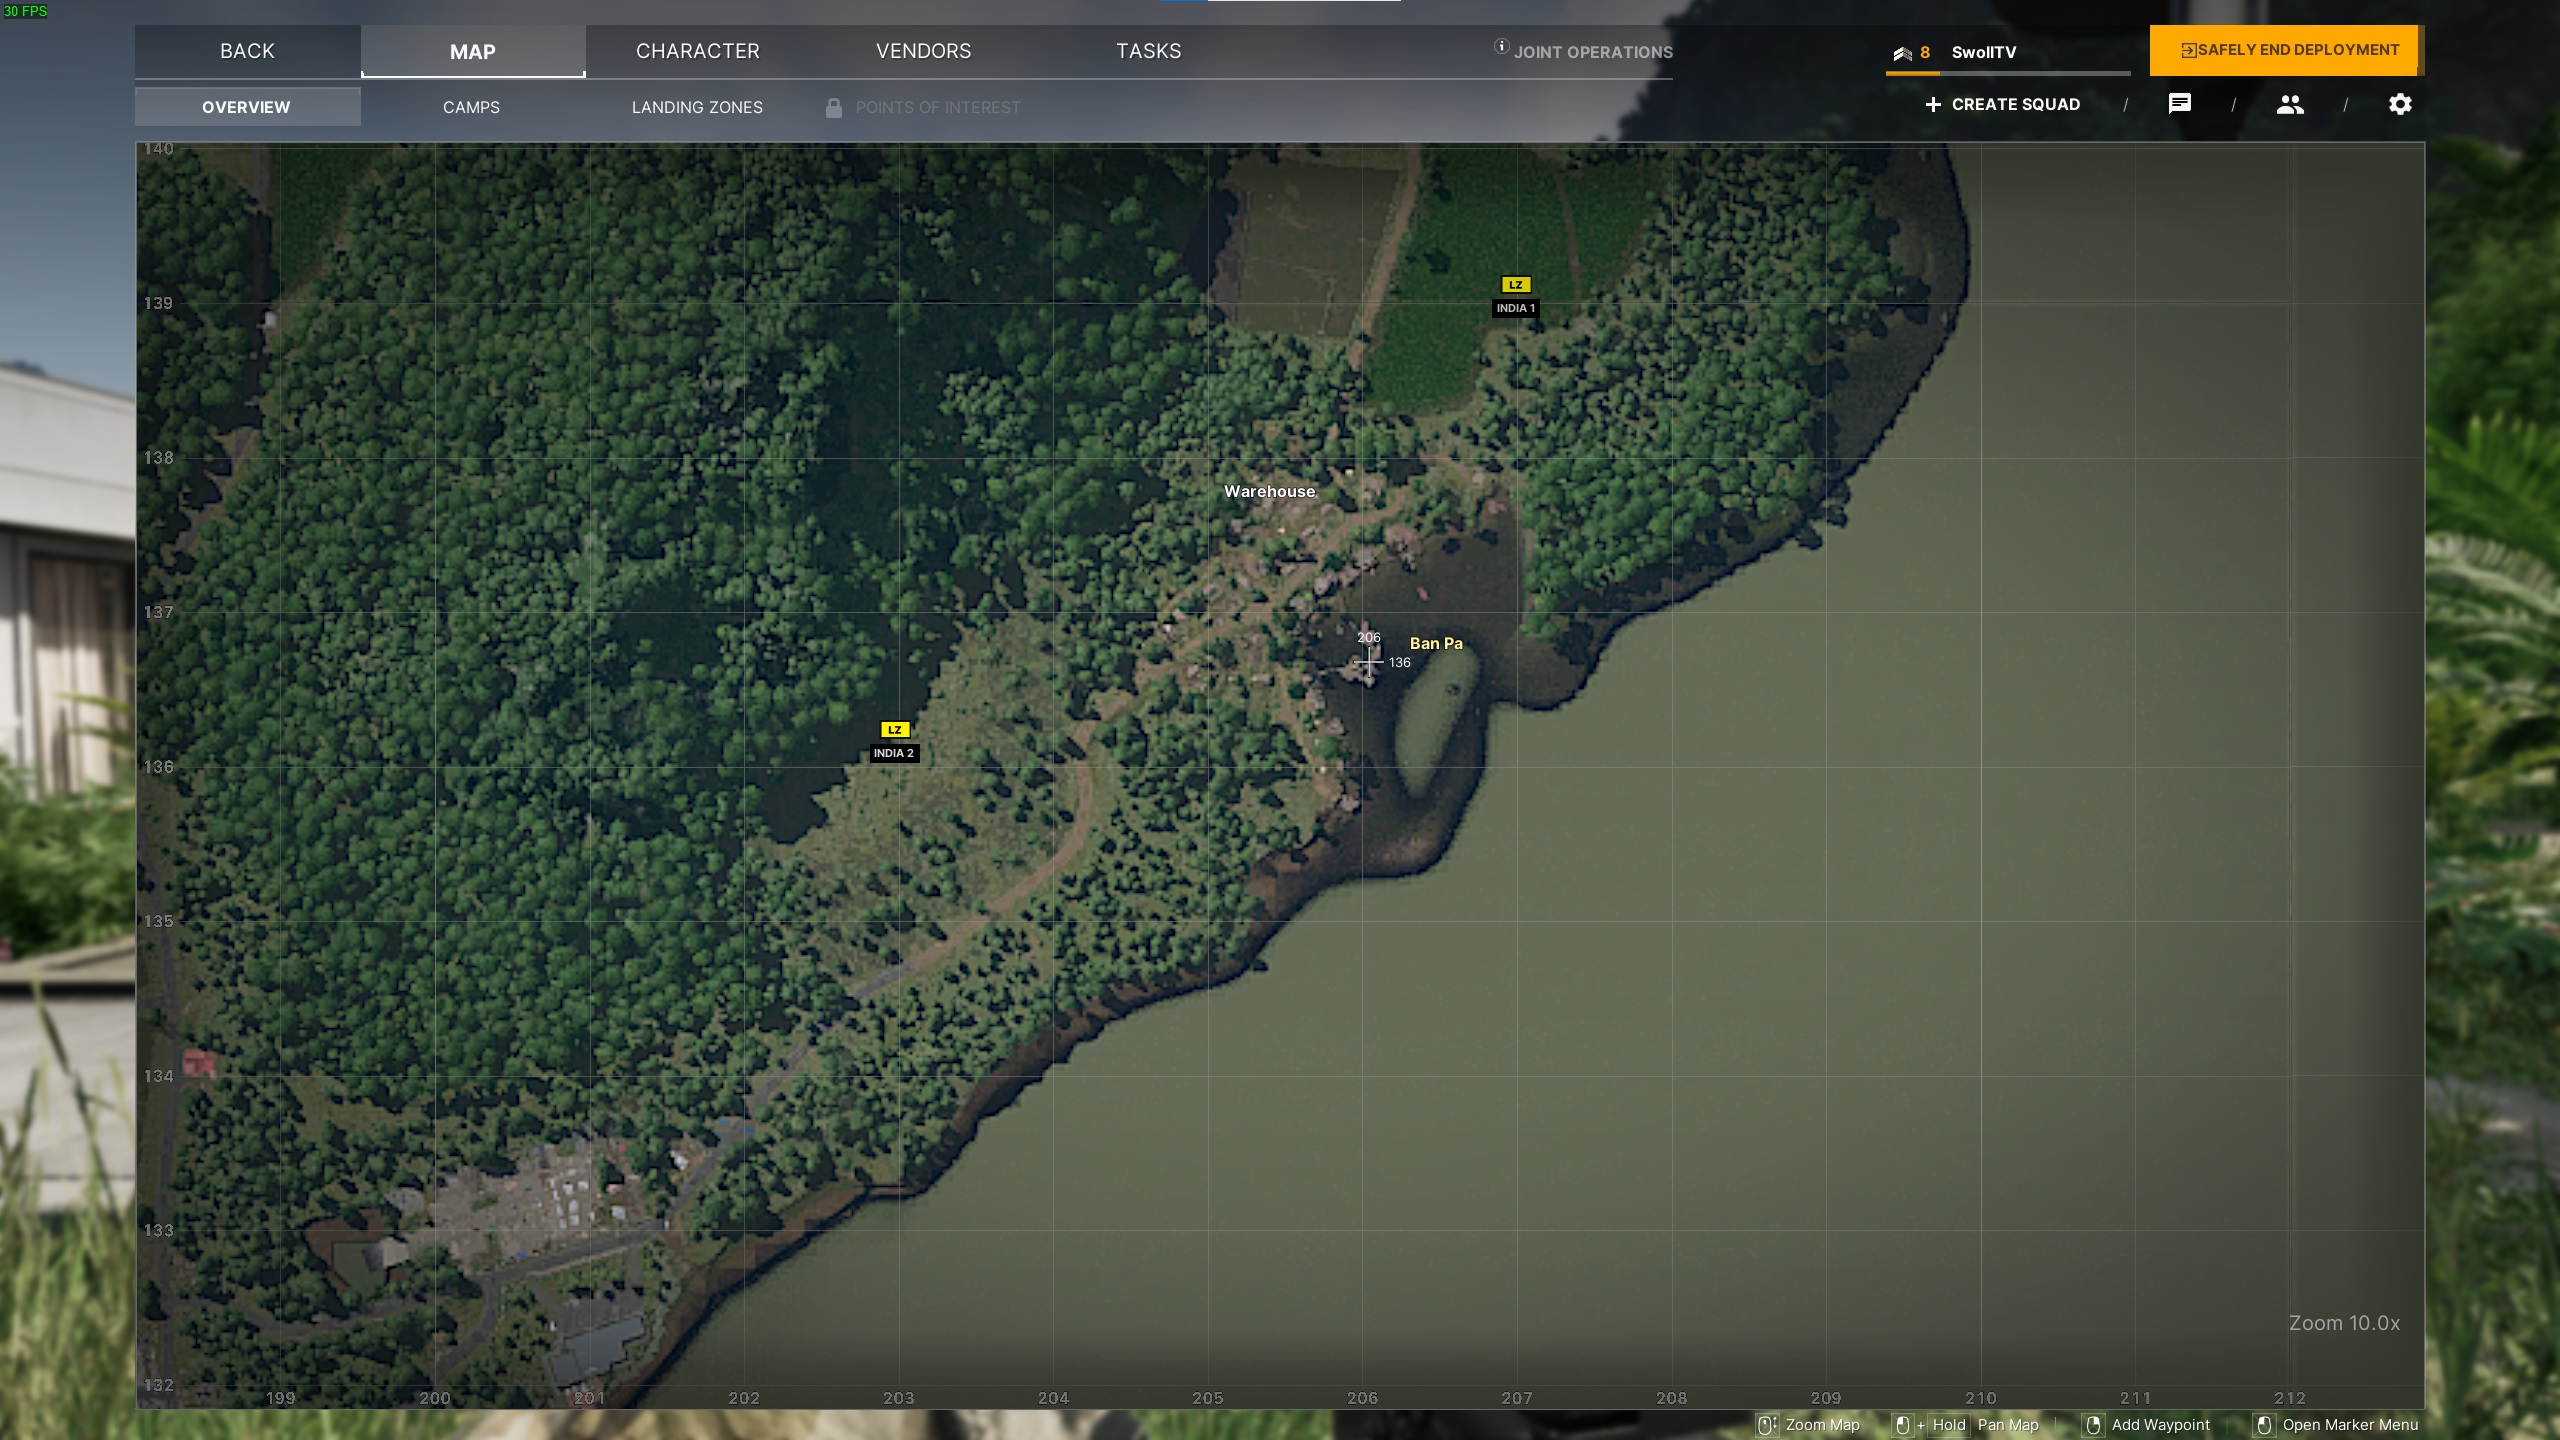 30 FPS
BACK
MAP
CHARACTER
VENDORS
TASKS
JOINT OPERATIONS
8
SwollTV
SAFELY END DEPLOYMENT
OVERVIEW
CAMPS
LANDING ZONES
POINTS OF INTEREST
CREATE SQUAD
/
/
/
140
139
LZ
INDIA 1
138
Warehouse
137
206
Ban Pa
136
LZ
INDIA 2
136
135
134
133
Zoom 10.0x
132
199
200
201
202
203
204
205
206
207
208
209
210
211
212
Zoom Map
+ Hold Pan Map
Add Waypoint
Open Marker Menu